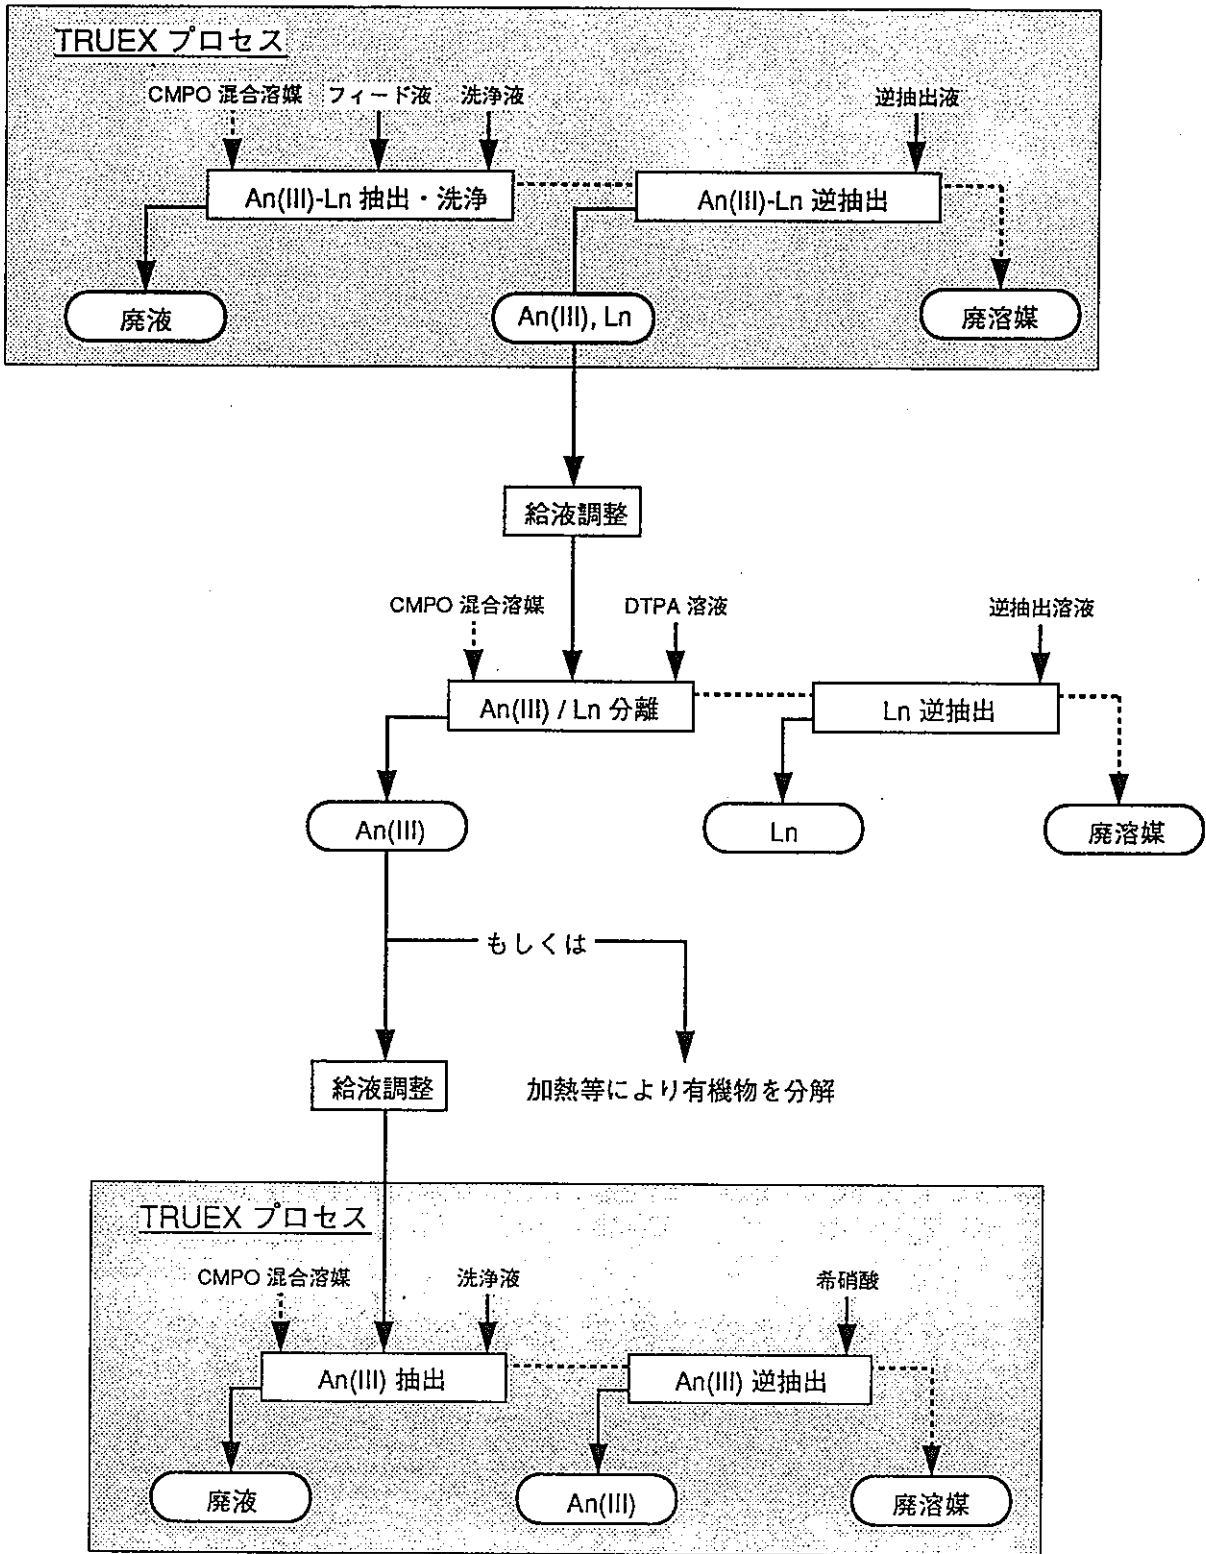 TRUEX プロセス
CMPO 混合溶媒 フィード液 洗浄液 逆抽出液
An(III)-Ln 抽出・洗浄 An(III)-Ln 逆抽出
廃液 An(III), Ln 廃溶媒
給液調整
CMPO 混合溶媒 DTPA 溶液 逆抽出溶液
An(III) / Ln 分離 Ln 逆抽出
An(III) Ln 廃溶媒
もしくは
給液調整 加熱等により有機物を分解
TRUEX プロセス
CMPO 混合溶媒 洗浄液 希硝酸
An(III) 抽出 An(III) 逆抽出
廃液 An(III) 廃溶媒